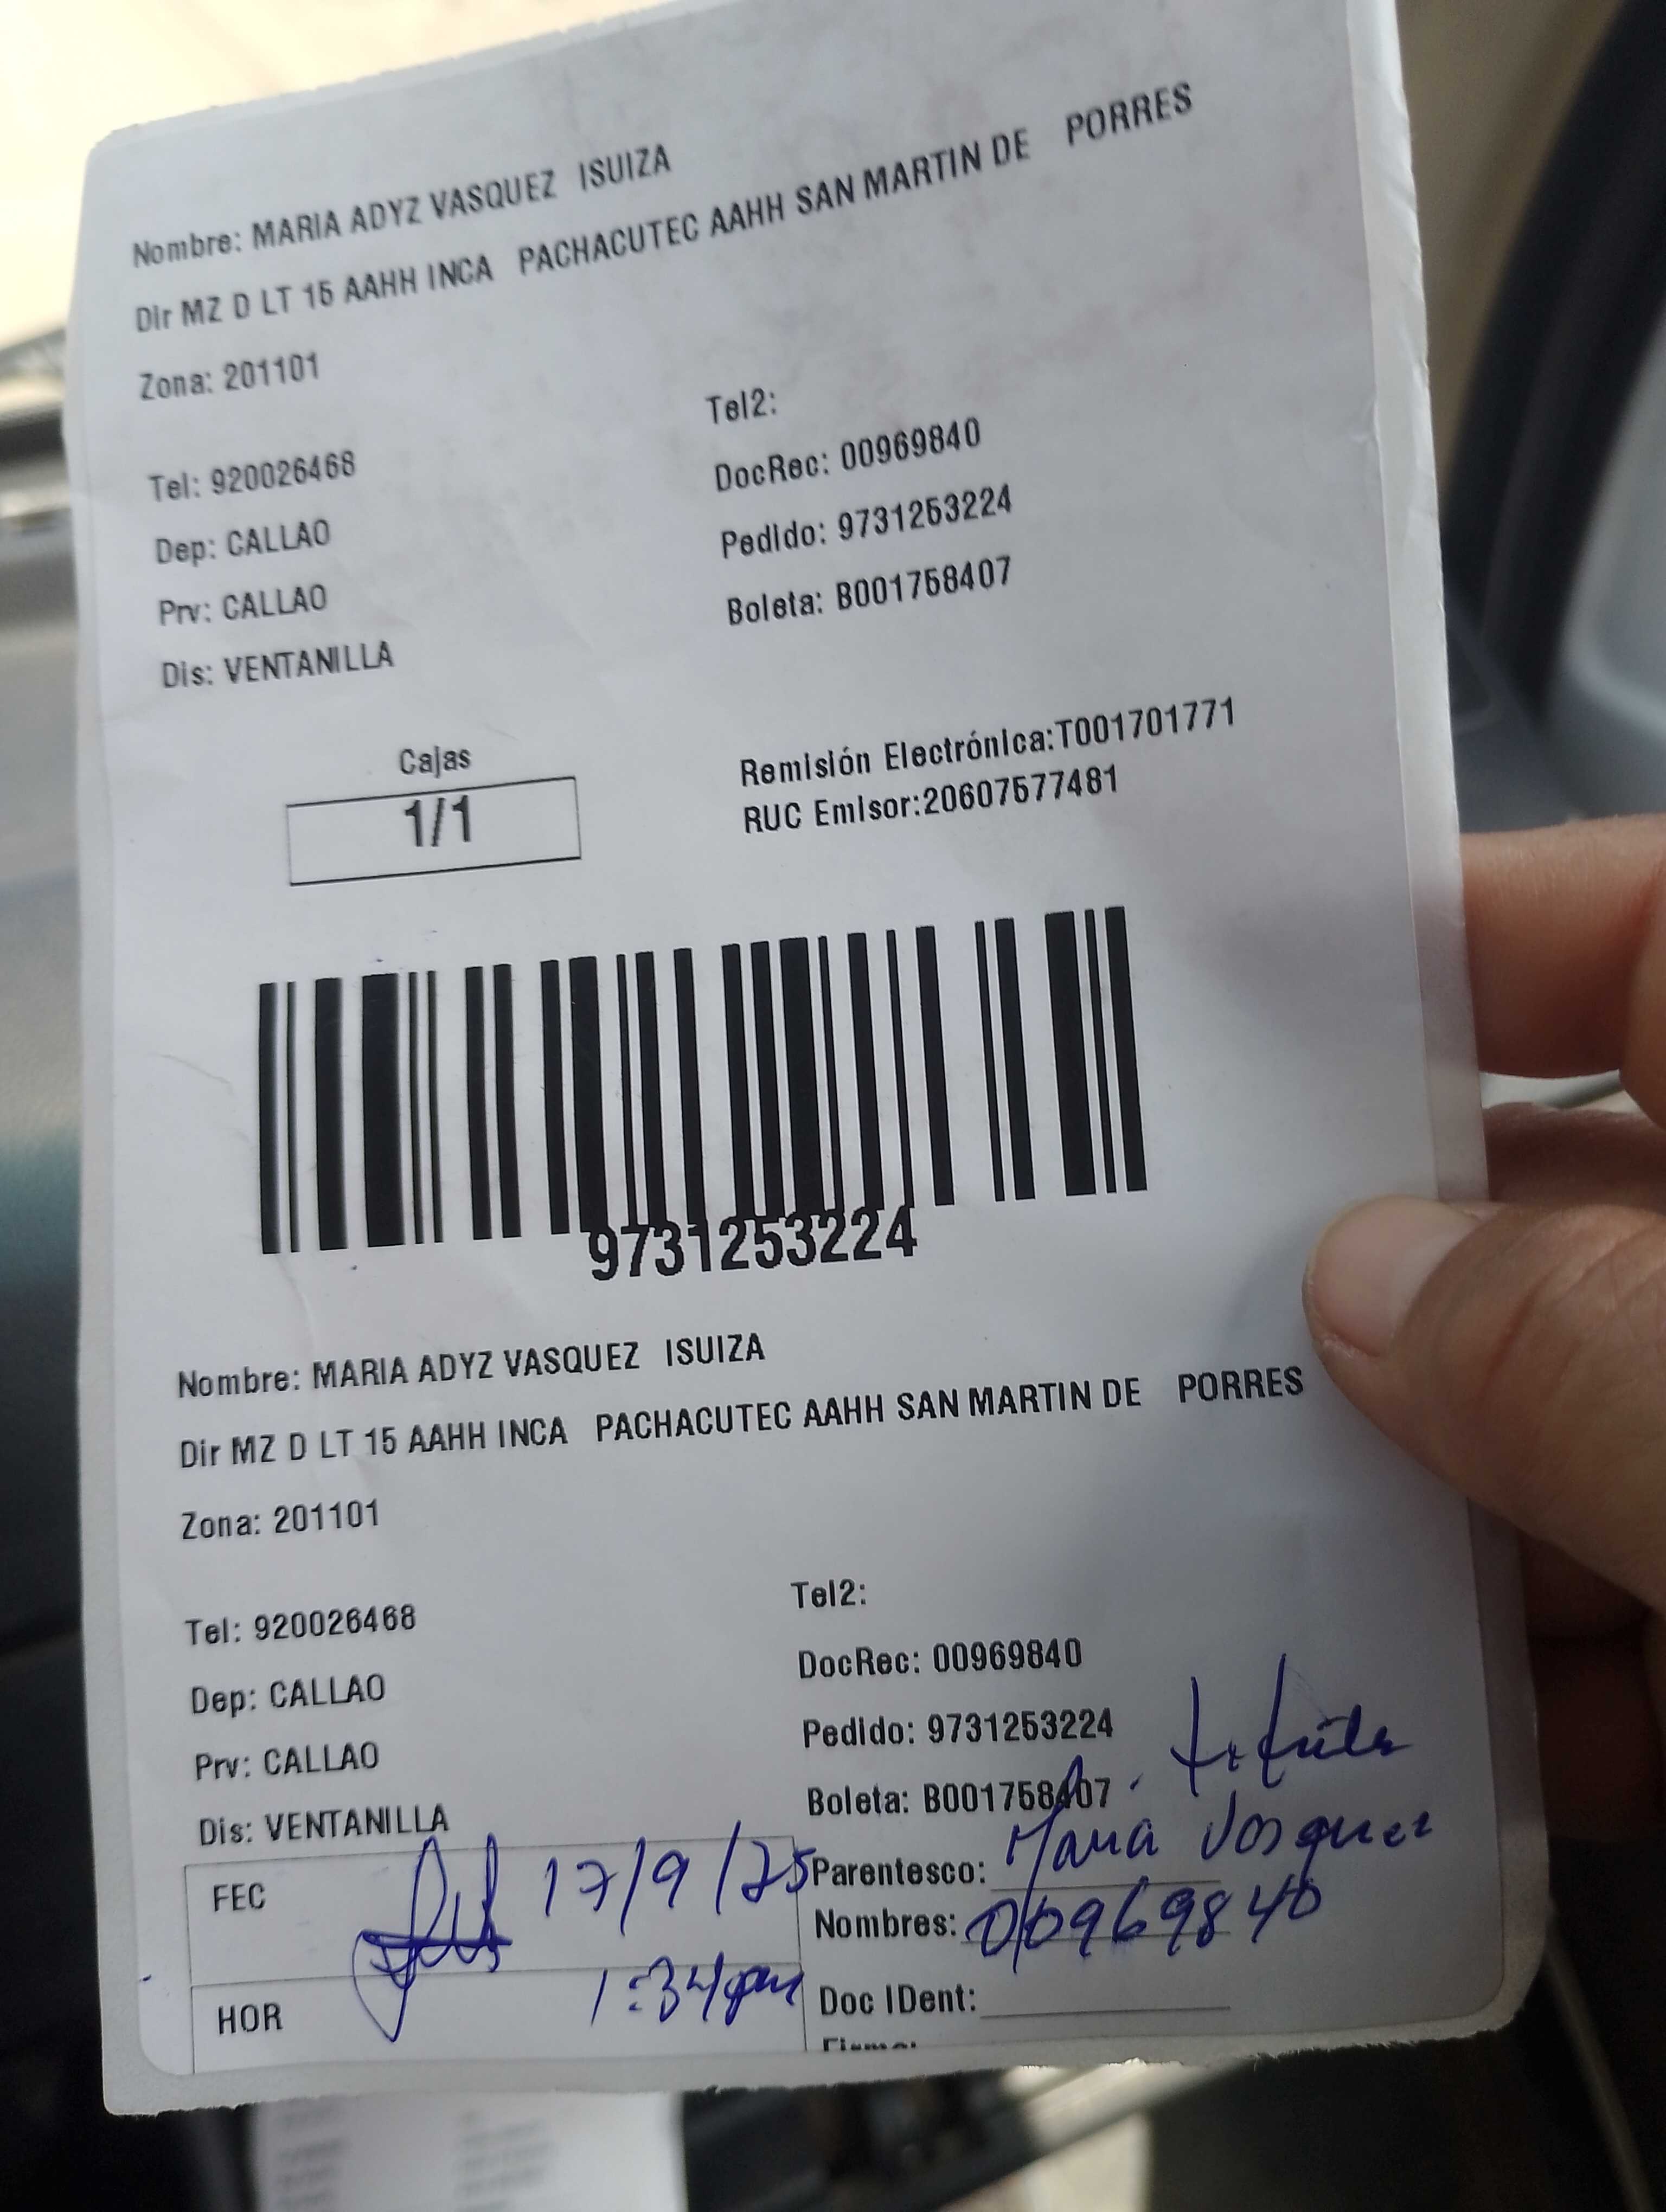 Nombre: MARIA ADYZ VASQUEZ ISUIZA
Dir MZ D LT 15 AAHH INCA PACHACUTEC AAHH SAN MARTIN DE PORRES
Zona: 201101
Tel2:
Tel: 920026468
DocRec: 00969840
Dep: CALLAO
Pedido: 9731253224
Prv: CALLAO
Boleta: B001758407
Dis: VENTANILLA
Cajas
1/1
Remisión Electrónica:T001701771
RUC Emisor:20607577481
9731253224
Nombre: MARIA ADYZ VASQUEZ ISUIZA
Dir MZ D LT 15 AAHH INCA PACHACUTEC AAHH SAN MARTIN DE PORRES
Zona: 201101
Tel2:
Tel: 920026468
DocRec: 00969840
Dep: CALLAO
Pedido: 9731253224
Prv: CALLAO
Boleta: B001758407
Dis: VENTANILLA
FEC 17/9/25
Parentesco: Maria Vasquez
Nombres: 00969840
HOR 1:34pm
Doc IDent:
Firma: